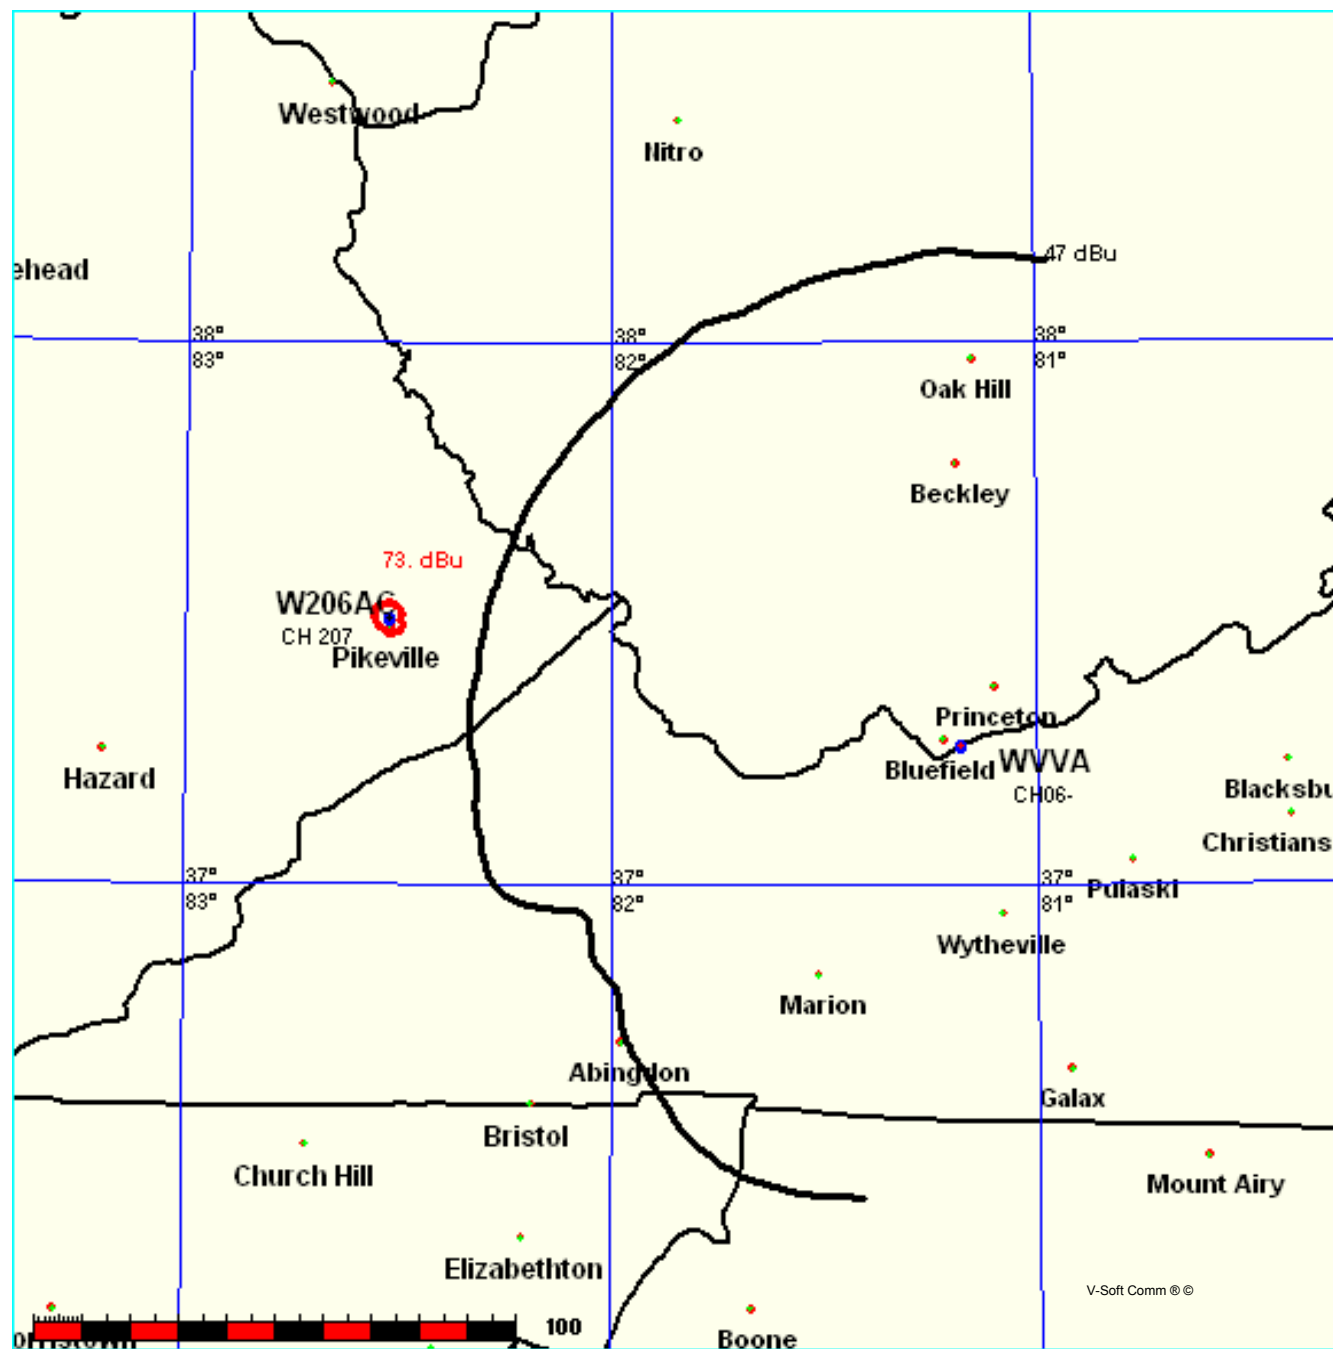 Westwood
Nitro
ehead
47 dBu
38°
83°
38°
82°
38°
81°
Oak Hill
Beckley
73. dBu
W206AG
CH 207
Pikeville
Princeton
Bluefield
WVVA
CH06-
Hazard
Blacksbu
Christians
37°
83°
37°
82°
37°
81°
Pulaski
Wytheville
Marion
Abingdon
Galax
Bristol
Church Hill
Mount Airy
Elizabethton
V-Soft Comm ® ©
100
orristown
Boone